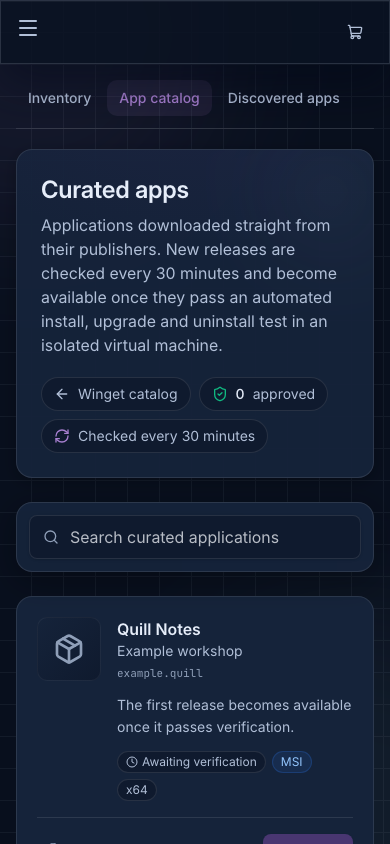 Inventory
App catalog
Discovered apps
Curated apps
Applications downloaded straight from
their publishers. New releases are
checked every 30 minutes and become
available once they pass an automated
install, upgrade and uninstall test in an
isolated virtual machine.
Winget catalog
0 approved
Checked every 30 minutes
Search curated applications
Quill Notes
Example workshop
example.quill
The first release becomes available
once it passes verification.
Awaiting verification
MSI
x64